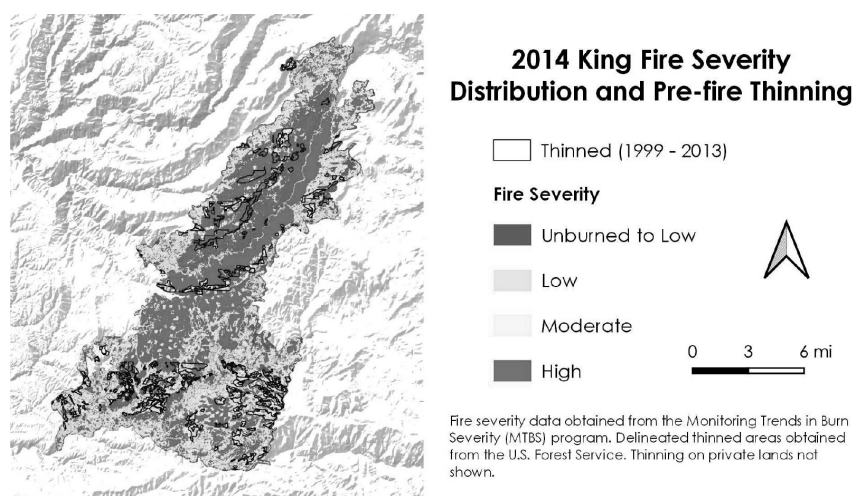 2014 King Fire Severity
Distribution and Pre-fire Thinning
Thinned (1999 - 2013)
Fire Severity
Unburned to Low
Low
Moderate
High
0 3 6 mi
Fire severity data obtained from the Monitoring Trends in Burn
Severity (MTBS) program. Delineated thinned areas obtained
from the U.S. Forest Service. Thinning on private lands not
shown.